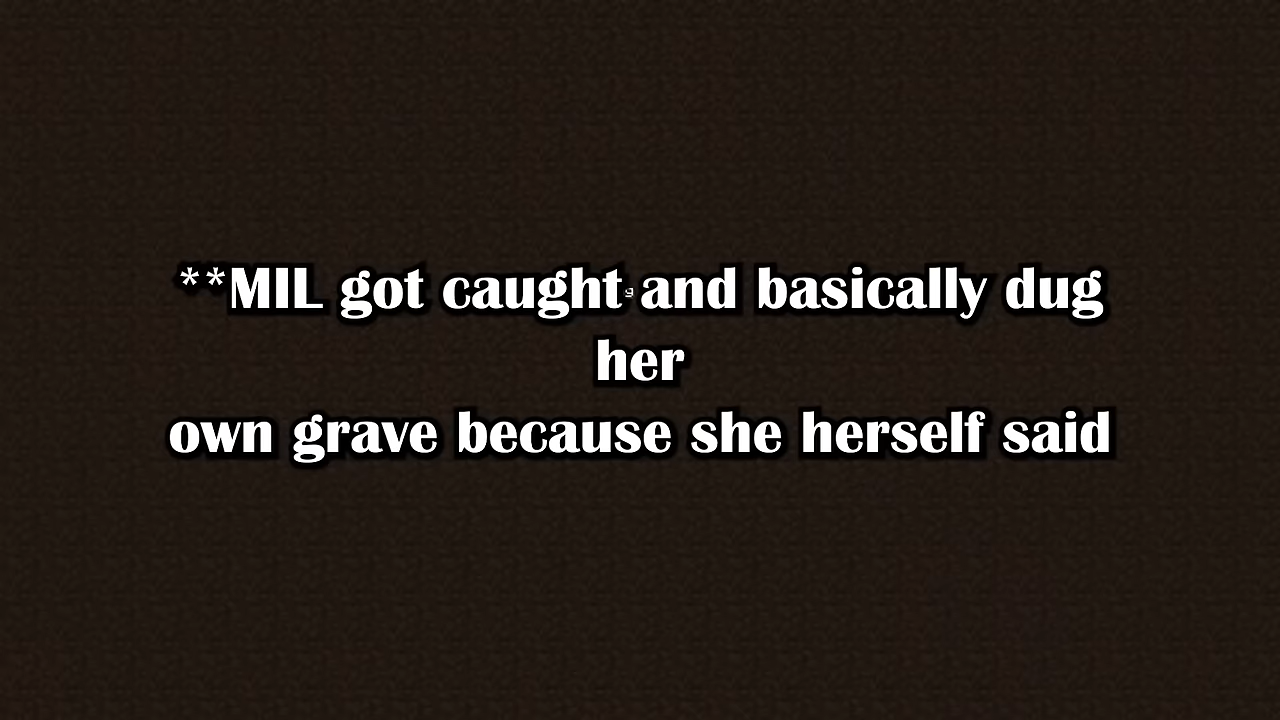 **MIL got caught and basically dug
her
own grave because she herself said